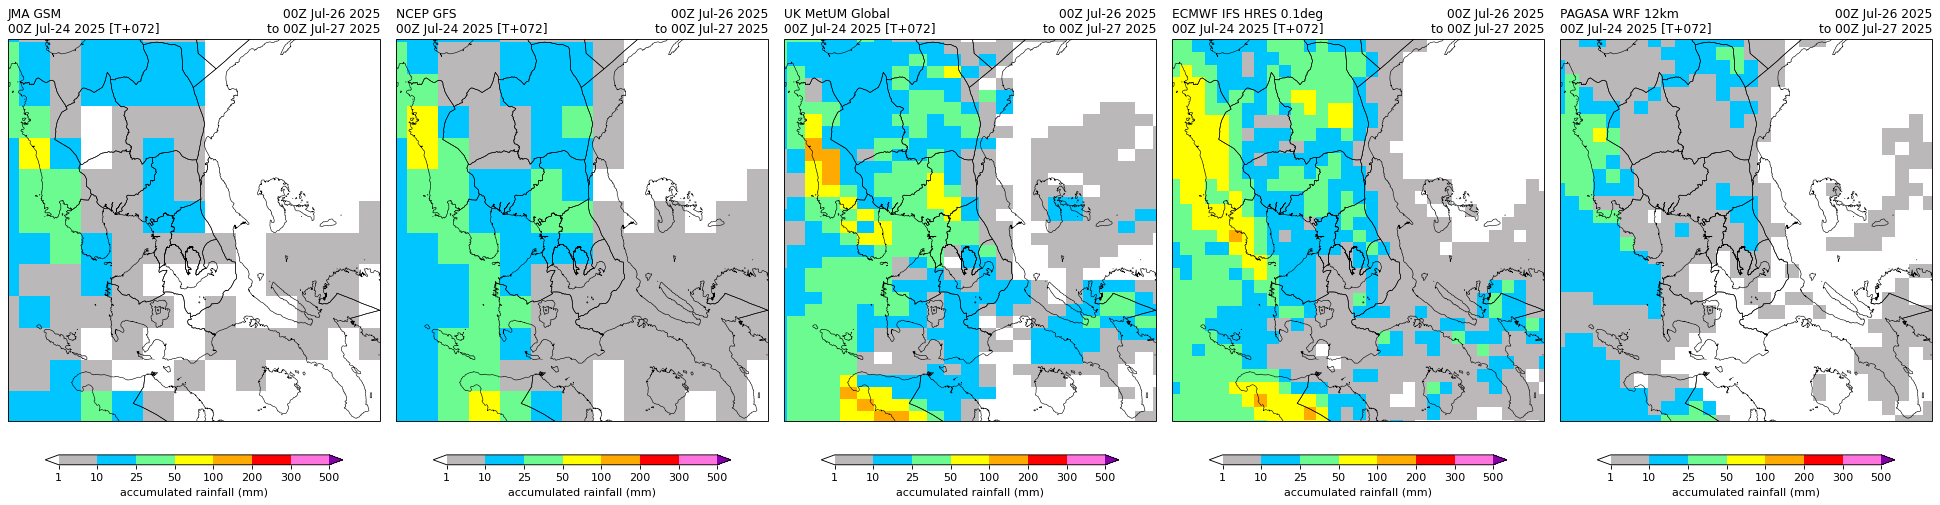 JMA GSM
00Z Jul-26 2025
00Z Jul-24 2025 [T+072]
to 00Z Jul-27 2025
NCEP GFS
00Z Jul-26 2025
00Z Jul-24 2025 [T+072]
to 00Z Jul-27 2025
UK MetUM Global
00Z Jul-26 2025
00Z Jul-24 2025 [T+072]
to 00Z Jul-27 2025
ECMWF IFS HRES 0.1deg
00Z Jul-26 2025
00Z Jul-24 2025 [T+072]
to 00Z Jul-27 2025
PAGASA WRF 12km
00Z Jul-26 2025
00Z Jul-24 2025 [T+072]
to 00Z Jul-27 2025
1 10 25 50 100 200 300 500
accumulated rainfall (mm)
1 10 25 50 100 200 300 500
accumulated rainfall (mm)
1 10 25 50 100 200 300 500
accumulated rainfall (mm)
1 10 25 50 100 200 300 500
accumulated rainfall (mm)
1 10 25 50 100 200 300 500
accumulated rainfall (mm)